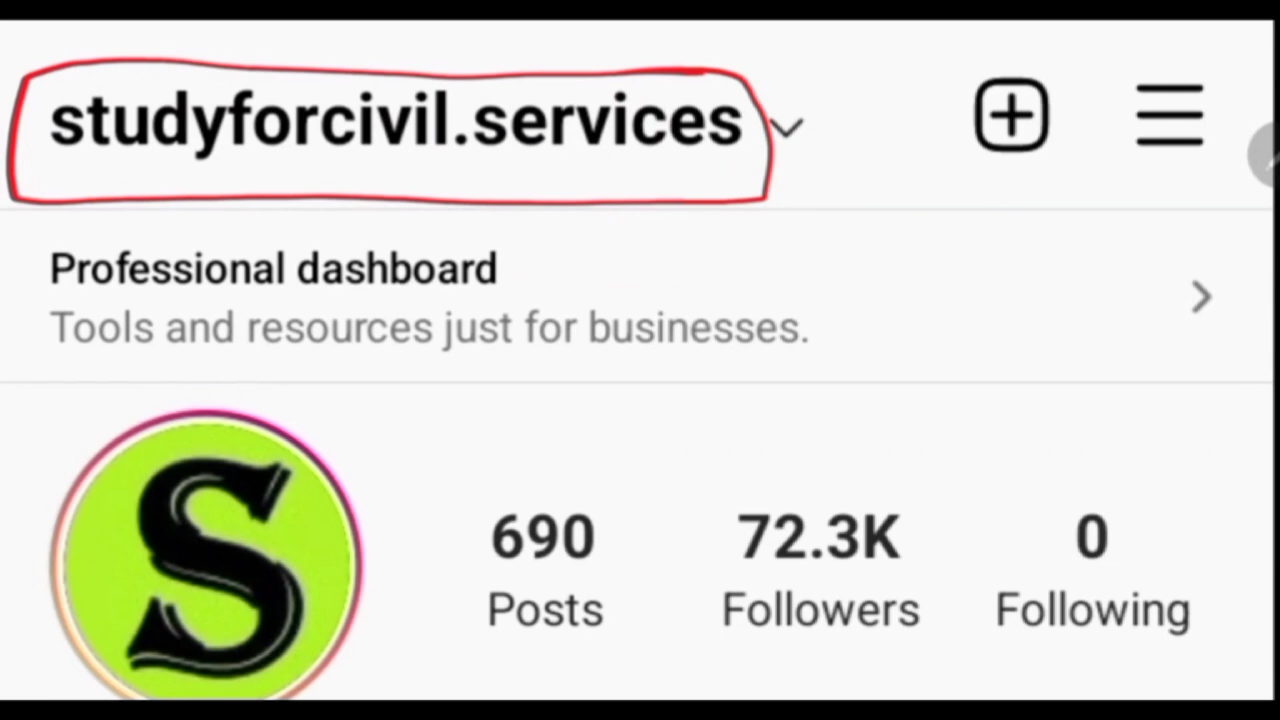 studyforcivil.services
Professional dashboard
Tools and resources just for businesses.
S
690 72.3K 0
Posts Followers Following